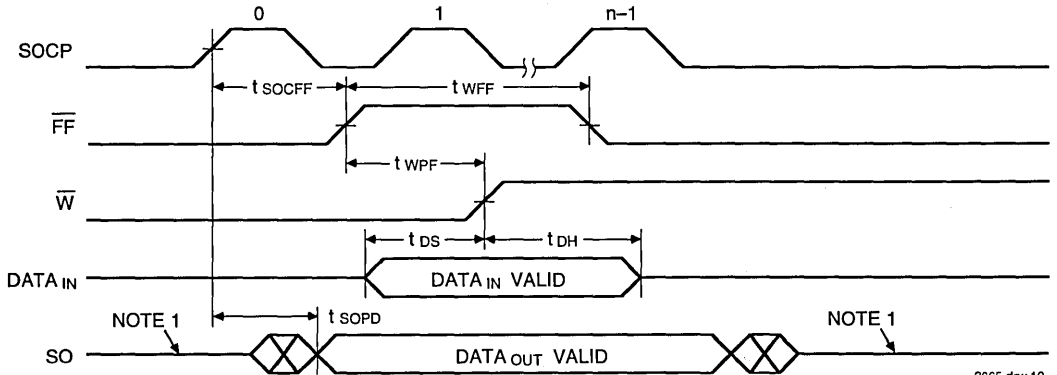 0 1 n–1
SOCP
t SOCFF t WFF
FF
t WPF
W
t DS t DH
DATA IN DATA IN VALID
NOTE 1 t SOPD NOTE 1
SO DATA OUT VALID